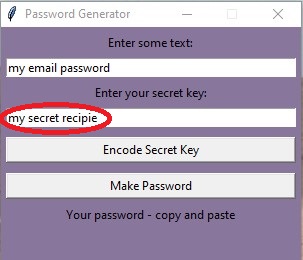 Password Generator
Enter some text:
my email password
Enter your secret key:
my secret recipie
Encode Secret Key
Make Password
Your password - copy and paste